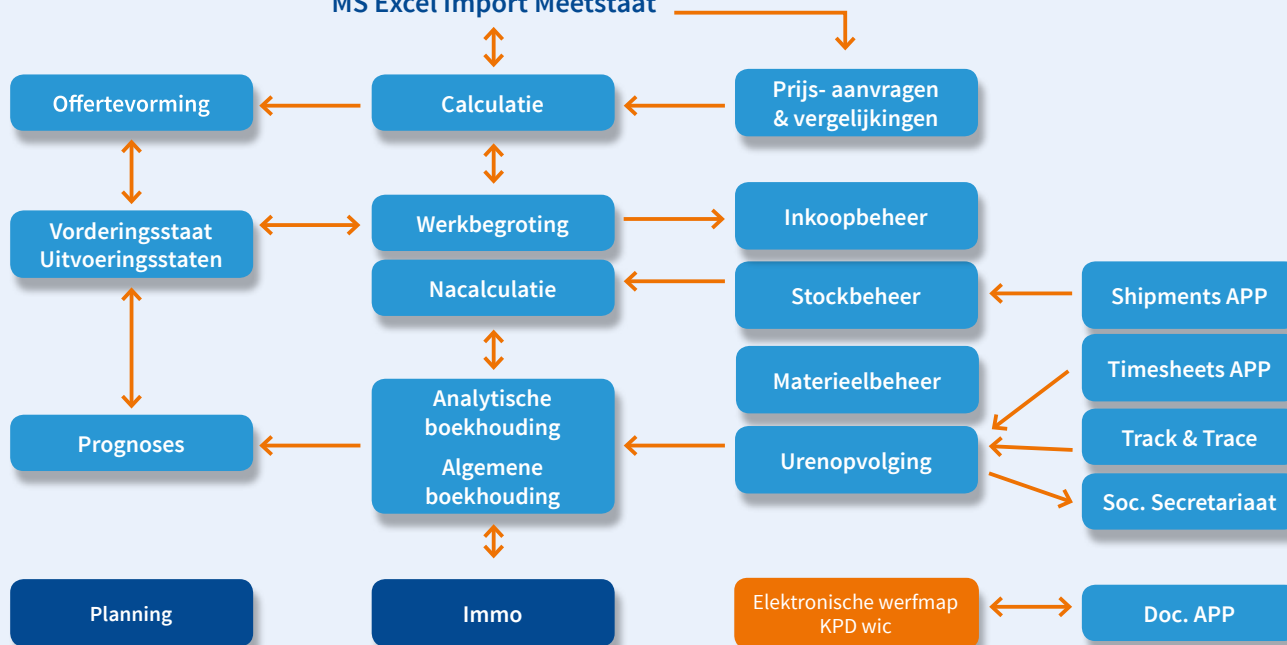 MS Excel Import Meetstaat
Offertevorming
Calculatie
Prijs- aanvragen
& vergelijkingen
Vorderingsstaat
Uitvoeringsstaten
Werkbegroting
Inkoopbeheer
Nacalculatie
Stockbeheer
Shipments APP
Materieelbeheer
Timesheets APP
Prognoses
Analytische
boekhouding
Algemene
boekhouding
Urenopvolging
Track & Trace
Soc. Secretariaat
Planning
Immo
Elektronische werfmap
KPD wic
Doc. APP